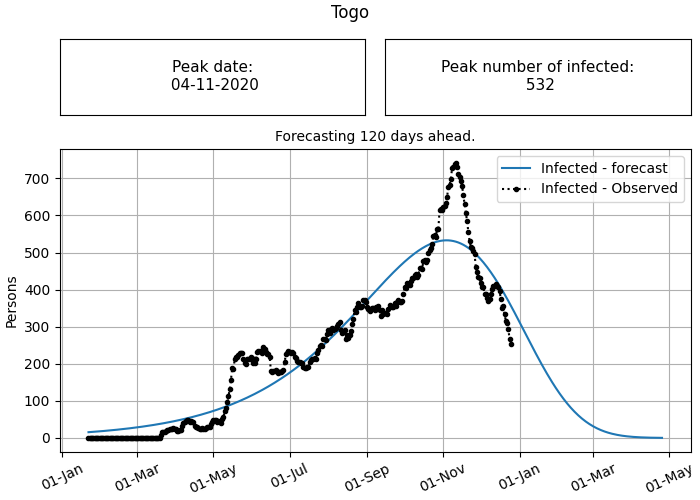 Togo
Peak date:
04-11-2020
Peak number of infected:
532
Forecasting 120 days ahead.
Infected - forecast
Infected - Observed
Persons
700
600
500
400
300
200
100
0
01-Jan
01-Mar
01-May
01-Jul
01-Sep
01-Nov
01-Jan
01-Mar
01-May